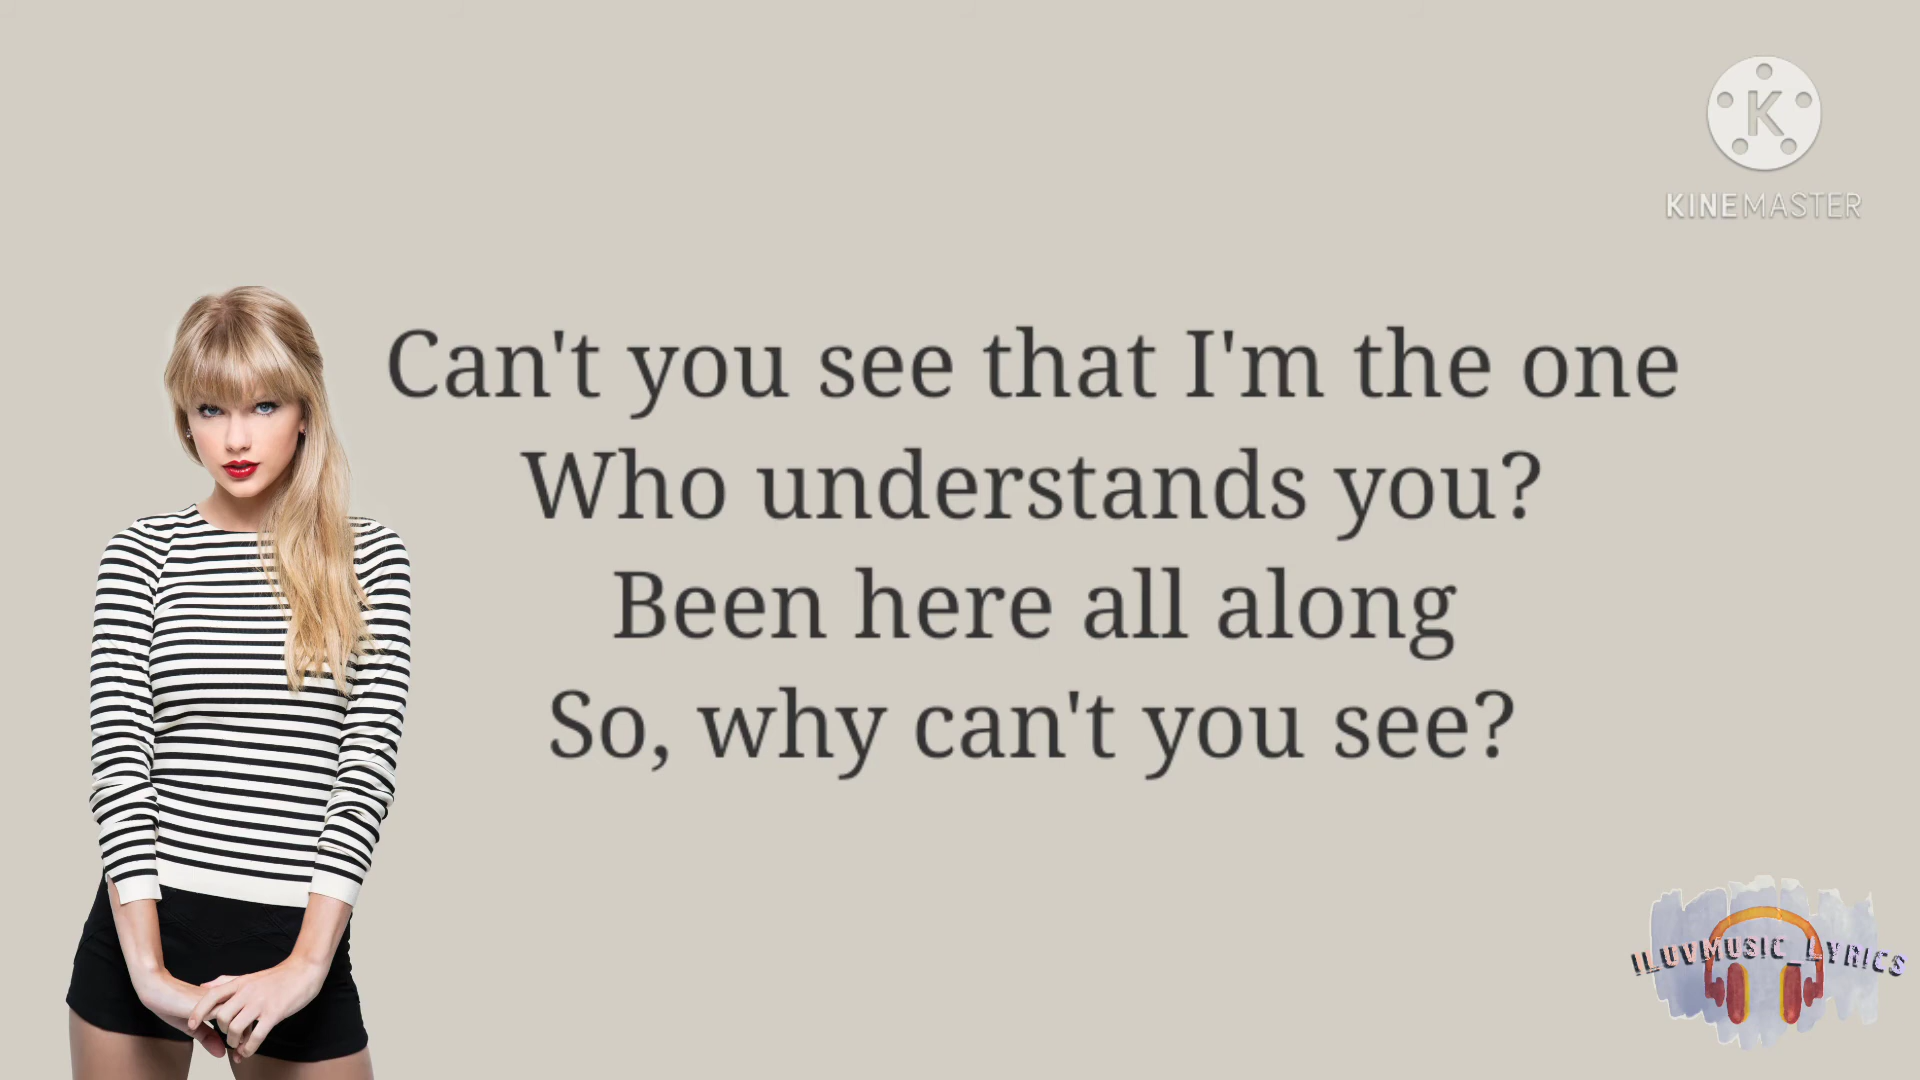 K
KINEMASTER
Can't you see that I'm the one
Who understands you?
Been here all along
So, why can't you see?
ILUVMUSIC_LYRICS